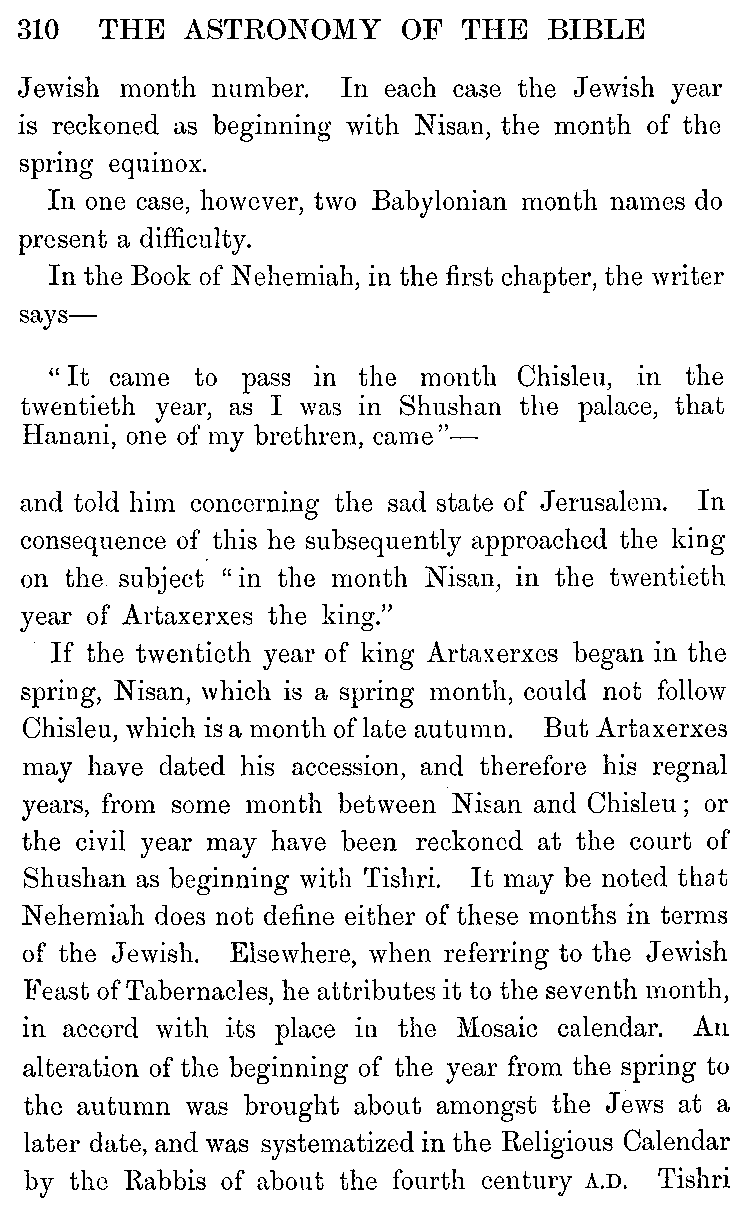 310 THE ASTRONOMY OF THE BIBLE
Jewish month number. In each case the Jewish year
is reckoned as beginning with Nisan, the month of the
spring equinox.
In one case, however, two Babylonian month names do
present a difficulty.
In the Book of Nehemiah, in the first chapter, the writer
says—
“It came to pass in the month Chisleu, in the
twentieth year, as I was in Shushan the palace, that
Hanani, one of my brethren, came”—
and told him concerning the sad state of Jerusalem. In
consequence of this he subsequently approached the king
on the subject “in the month Nisan, in the twentieth
year of Artaxerxes the king.”
If the twentieth year of king Artaxerxes began in the
spring, Nisan, which is a spring month, could not follow
Chisleu, which is a month of late autumn. But Artaxerxes
may have dated his accession, and therefore his regnal
years, from some month between Nisan and Chisleu; or
the civil year may have been reckoned at the court of
Shushan as beginning with Tishri. It may be noted that
Nehemiah does not define either of these months in terms
of the Jewish. Elsewhere, when referring to the Jewish
Feast of Tabernacles, he attributes it to the seventh month,
in accord with its place in the Mosaic calendar. An
alteration of the beginning of the year from the spring to
the autumn was brought about amongst the Jews at a
later date, and was systematized in the Religious Calendar
by the Rabbis of about the fourth century A.D. Tishri